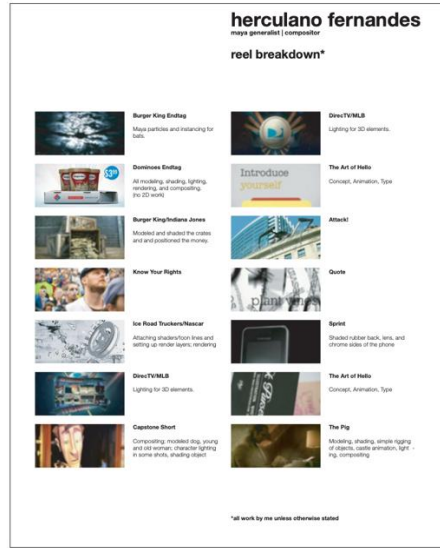 herculano fernandes
maya generalist | compositor
reel breakdown*
Burger King Endtag
Maya particles and instancing for
bats.
DirecTV/MLB
Lighting for 3D elements.
$3.99
Dominoes Endtag
All modeling, shading, lighting,
rendering, and compositing.
(no 2D work)
Introduce
yourself
The Art of Hello
Concept, Animation, Type
Burger King/Indiana Jones
Modeled and shaded the crates
and and positioned the money.
Attack!
Know Your Rights
plant vines
Quote
Ice Road Truckers/Nascar
Attaching shaders/toon lines and
setting up render layers; rendering
Sprint
Shaded rubber back, lens, and
chrome sides of the phone
DirecTV/MLB
Lighting for 3D elements.
The Art of Hello
Concept, Animation, Type
Capstone Short
Compositing; modeled dog, young
and old-woman; character lighting
in some shots, shading object
The Pig
Modeling, shading, simple rigging
of objects, castle animation, light -
ing, compositing
*all work by me unless otherwise stated